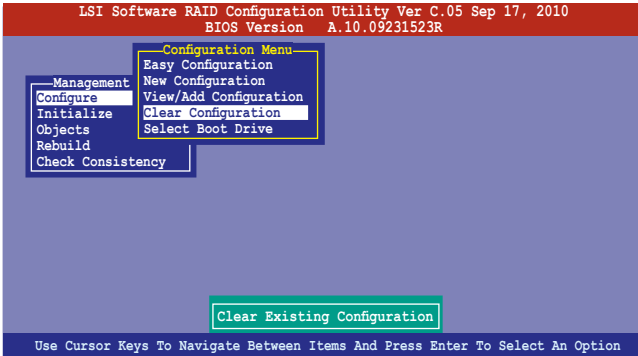 LSI Software RAID Configuration Utility Ver C.05 Sep 17, 2010
BIOS Version A.10.09231523R
Configuration Menu
Easy Configuration
New Configuration
View/Add Configuration
Clear Configuration
Select Boot Drive
Management
Configure
Initialize
Objects
Rebuild
Check Consistency
Clear Existing Configuration
Use Cursor Keys To Navigate Between Items And Press Enter To Select An Option